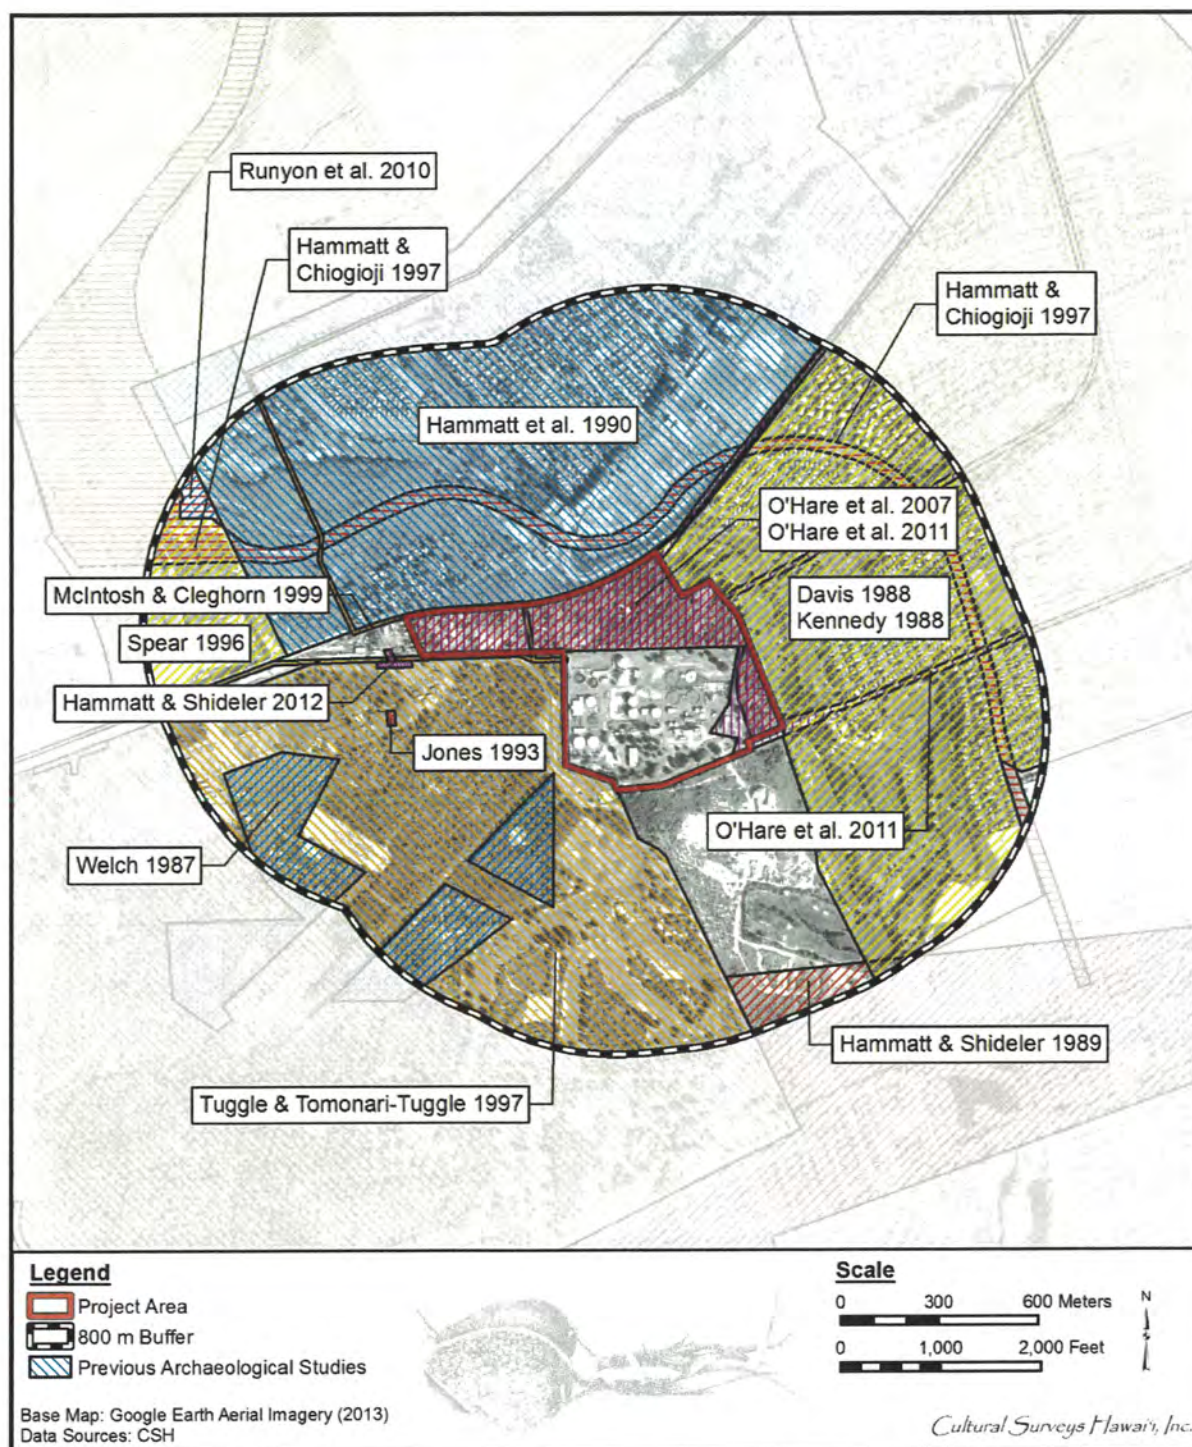 Runyon et al. 2010
Hammatt &
Chiogioji 1997
Hammatt &
Chiogioji 1997
Hammatt et al. 1990
O'Hare et al. 2007
O'Hare et al. 2011
McIntosh & Cleghorn 1999
Davis 1988
Kennedy 1988
Spear 1996
Hammatt & Shideler 2012
Jones 1993
O'Hare et al. 2011
Welch 1987
Hammatt & Shideler 1989
Tuggle & Tomonari-Tuggle 1997
Legend
Project Area
800 m Buffer
Previous Archaeological Studies
Base Map: Google Earth Aerial Imagery (2013)
Data Sources: CSH
Scale
0 300 600 Meters
0 1,000 2,000 Feet
N
Cultural Surveys Hawai'i, Inc.